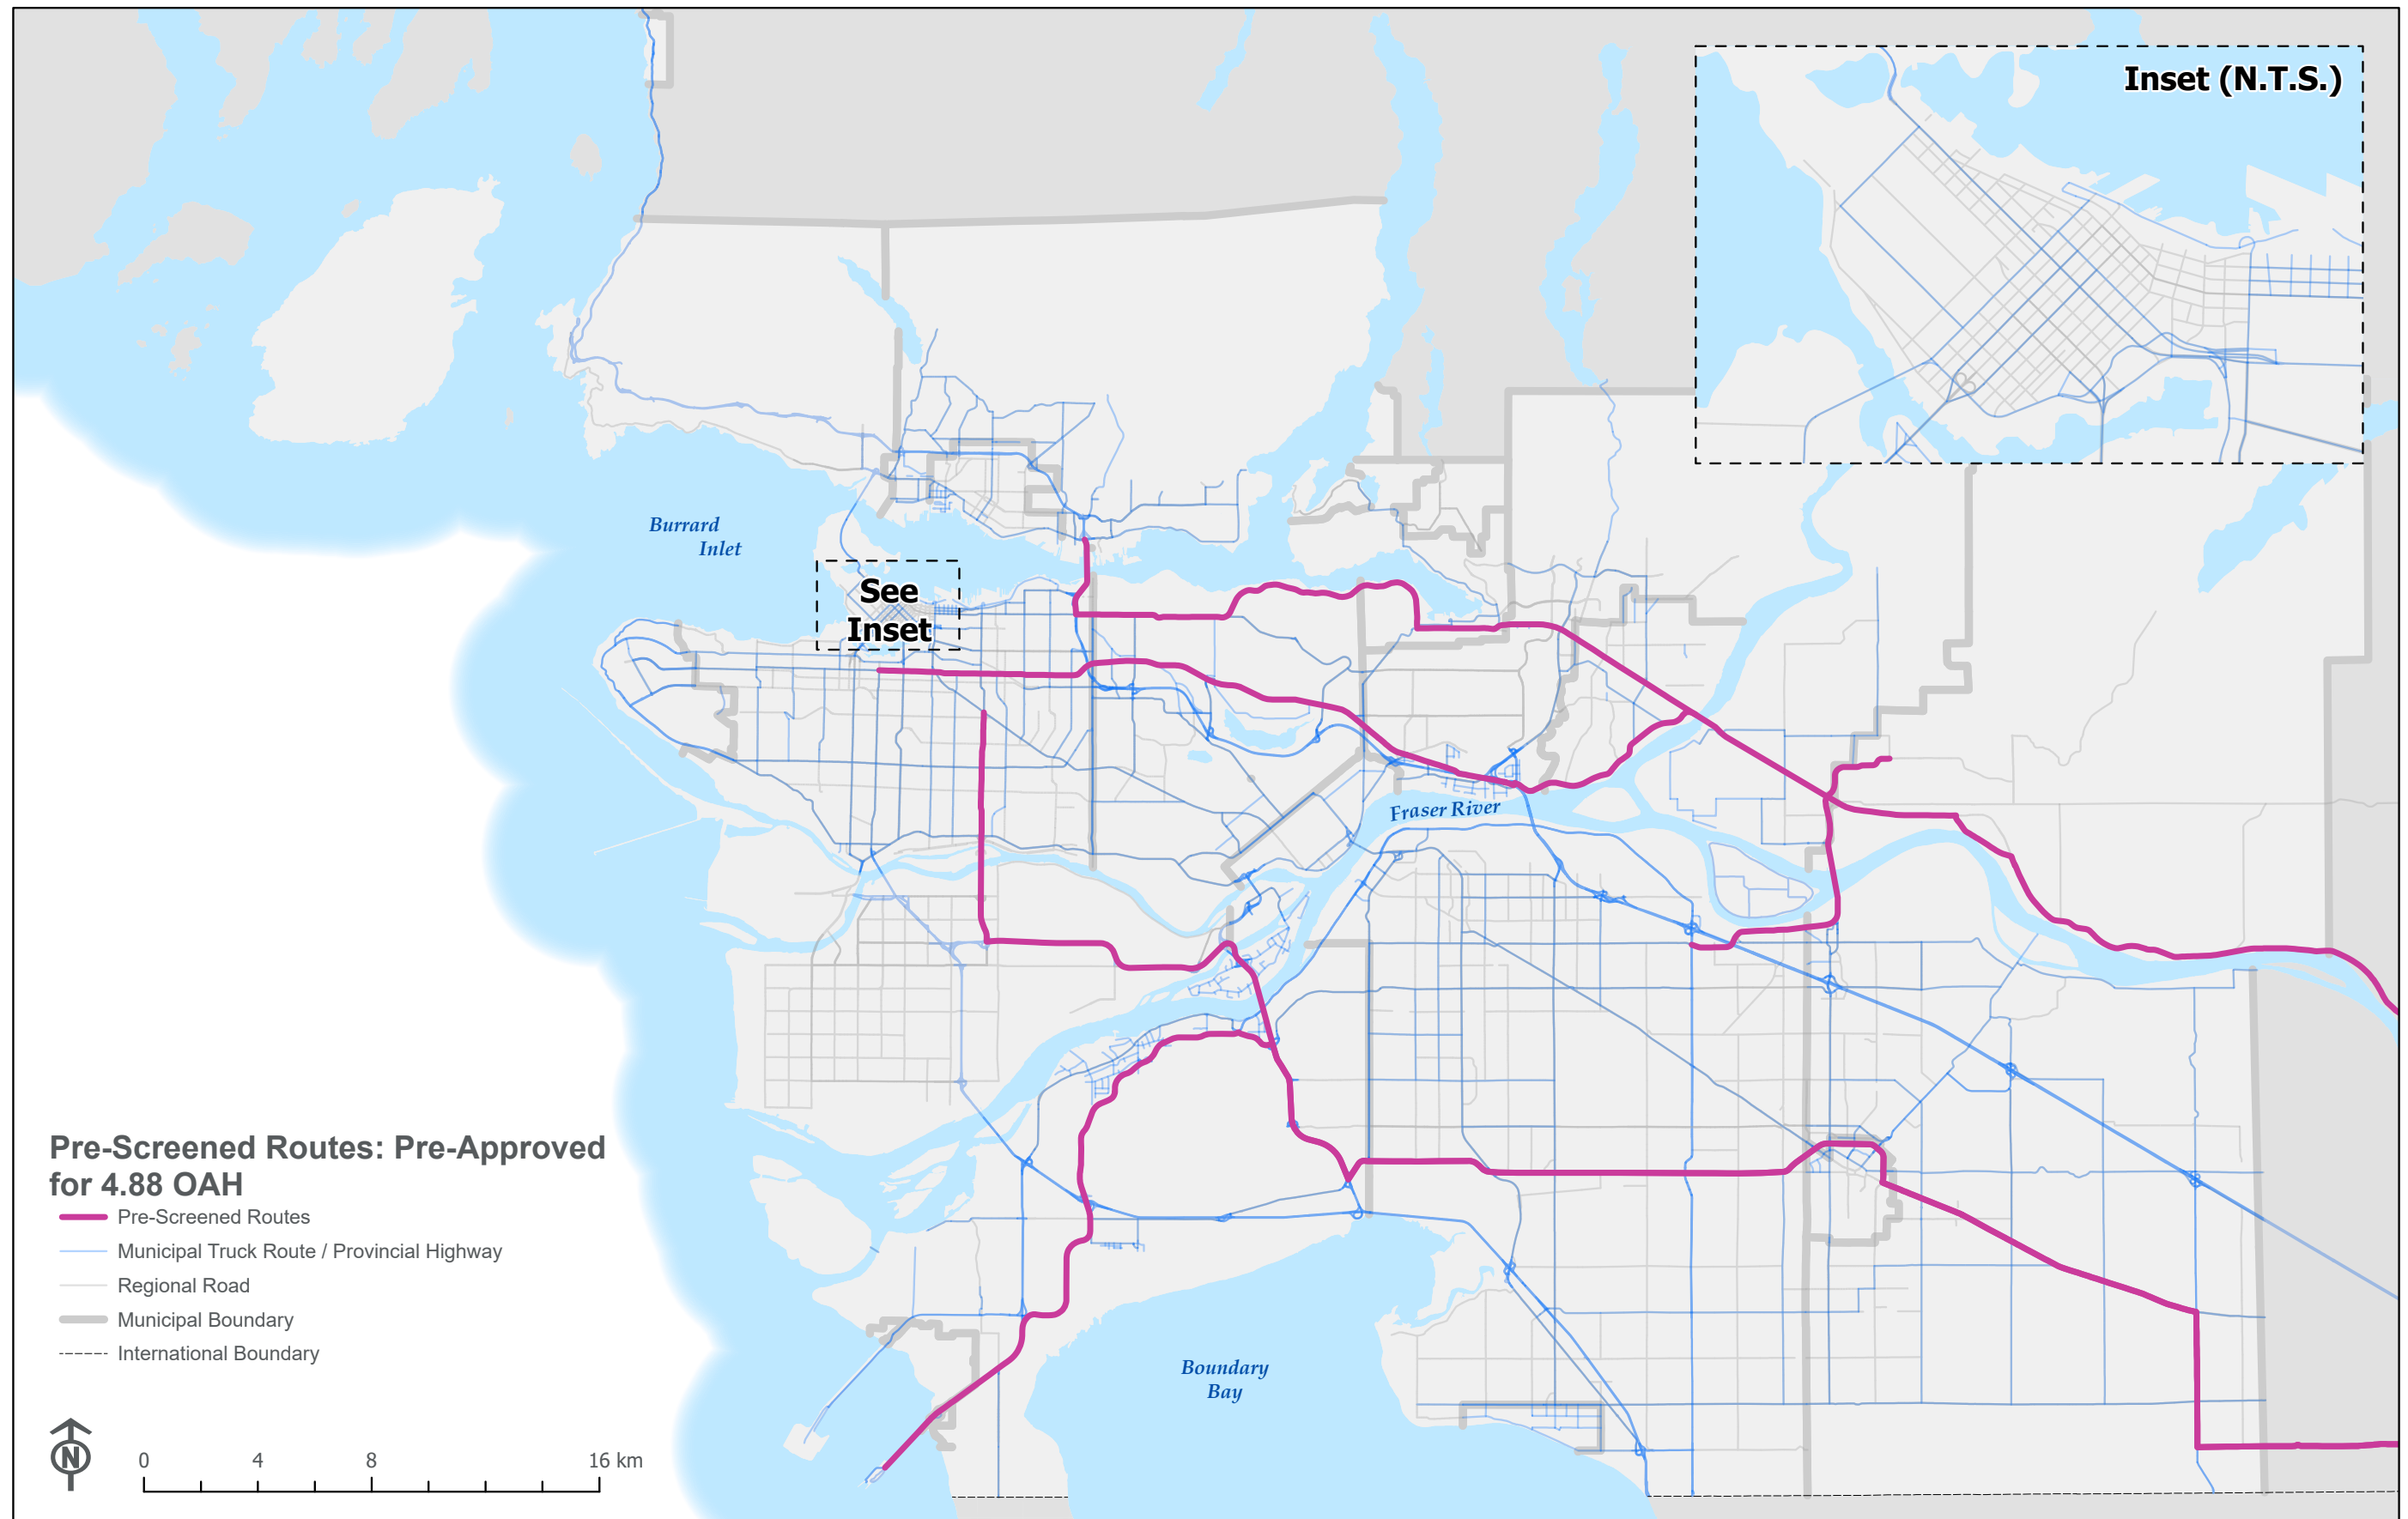 Inset (N.T.S.)
Burrard
Inlet
See
Inset
Fraser River
Pre-Screened Routes: Pre-Approved
for 4.88 OAH
Pre-Screened Routes
Municipal Truck Route / Provincial Highway
Regional Road
Municipal Boundary
International Boundary
Boundary
Bay
N
0 4 8 16 km